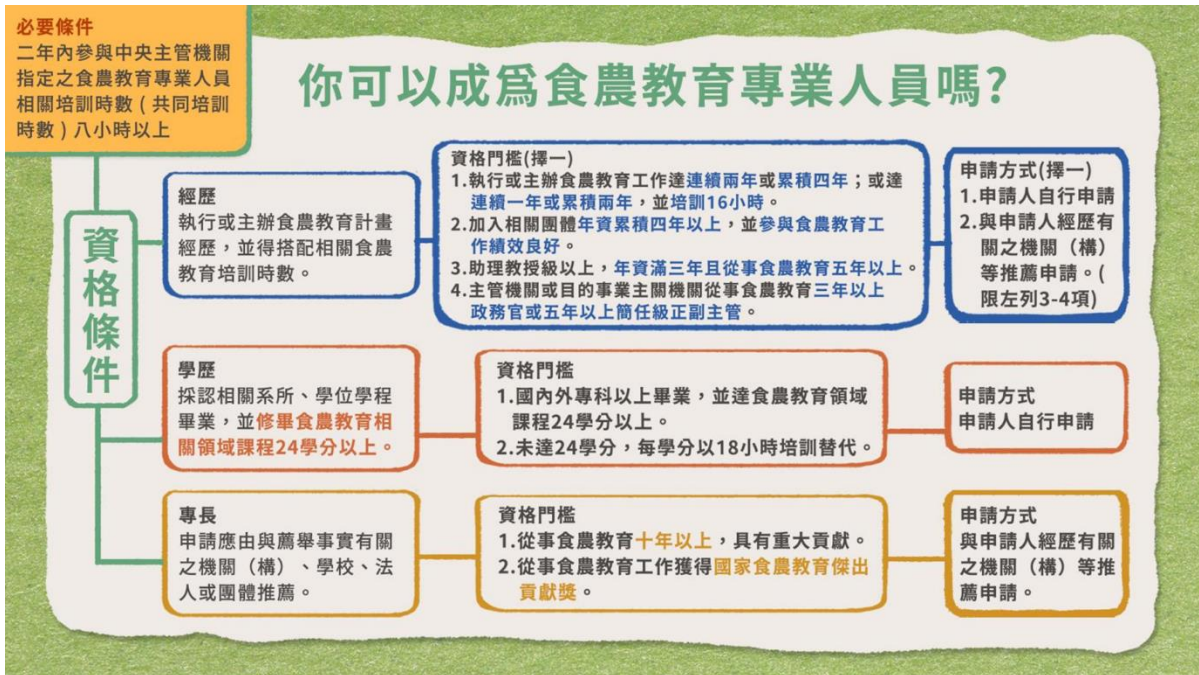 必要條件
二年內參與中央主管機關
指定之食農教育專業人員
相關培訓時數(共同培訓
時數)八小時以上
你可以成爲食農教育專業人員嗎?
資格條件
經歷
執行或主辦食農教育計畫
經歷，並得搭配相關食農
教育培訓時數。
資格門檻(擇一)
1.執行或主辦食農教育工作達連續兩年或累積四年；或達
連續一年或累積兩年，並培訓16小時。
2.加入相關團體年資累積四年以上，並參與食農教育工
作績效良好。
3.助理教授級以上，年資滿三年且從事食農教育五年以上。
4.主管機關或目的事業主關機關從事食農教育三年以上
政務官或五年以上簡任級正副主管。
申請方式(擇一)
1.申請人自行申請
2.與申請人經歷有
關之機關（構）
等推薦申請。(
限左列3-4項)
學歷
採認相關系所、學位學程
畢業，並修畢食農教育相
關領域課程24學分以上。
資格門檻
1.國內外專科以上畢業，並達食農教育領域
課程24學分以上。
2.未達24學分，每學分以18小時培訓替代。
申請方式
申請人自行申請
專長
申請應由與薦舉事實有關
之機關（構）、學校、法
人或團體推薦。
資格門檻
1.從事食農教育十年以上，具有重大貢獻。
2.從事食農教育工作獲得國家食農教育傑出
貢獻獎。
申請方式
與申請人經歷有關
之機關（構）等推
薦申請。